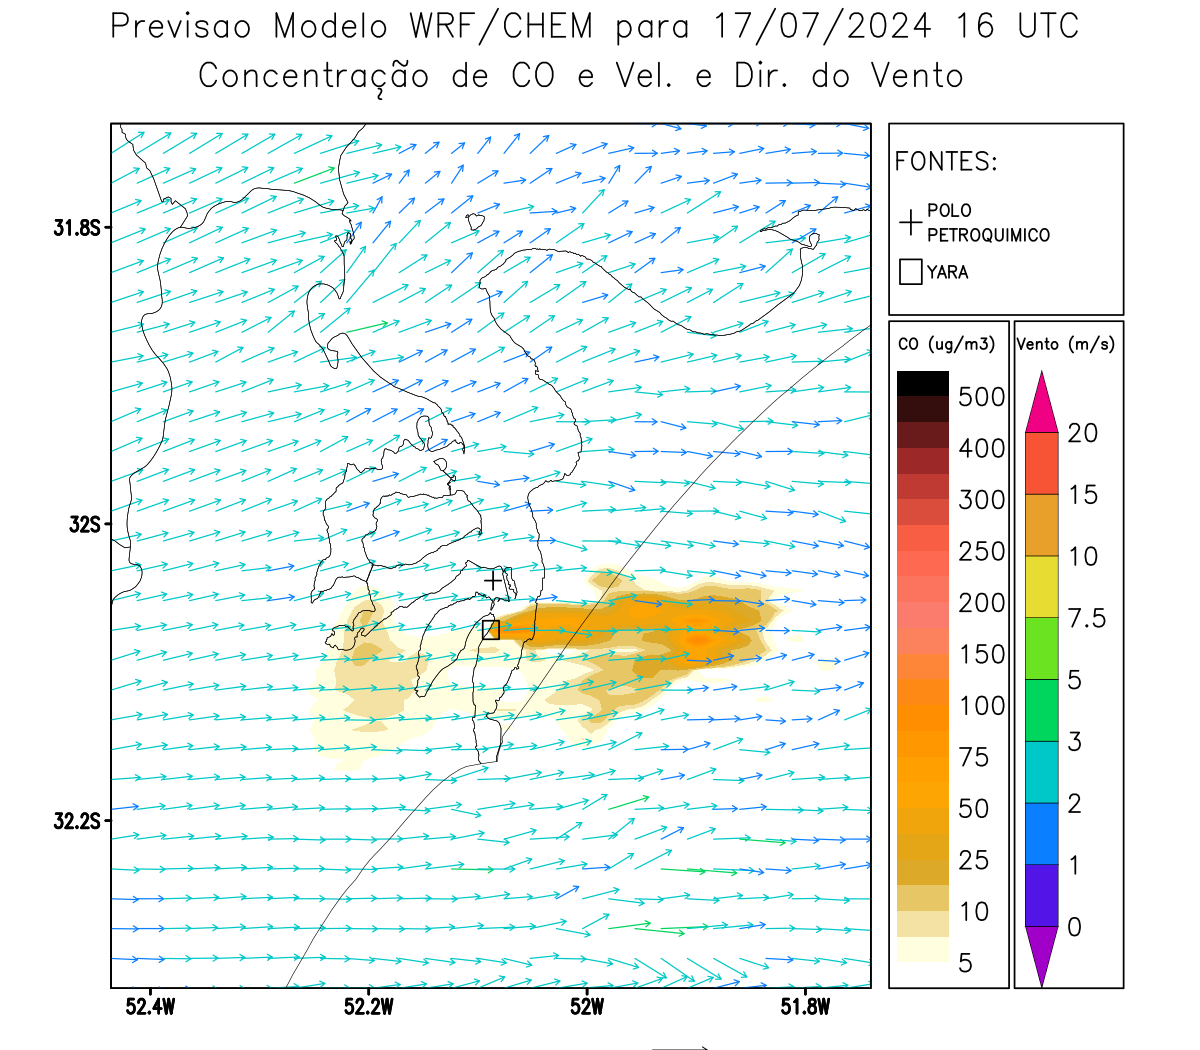 Previsao Modelo WRF/CHEM para 17/07/2024 16 UTC
Concentração de CO e Vel. e Dir. do Vento
FONTES:
POLO
PETROQUIMICO
YARA
CO (ug/m3)
500
400
300
250
200
150
100
75
50
25
10
5
Vento (m/s)
20
15
10
7.5
5
3
2
1
0
31.8S
32S
32.2S
52.4W
52.2W
52W
51.8W